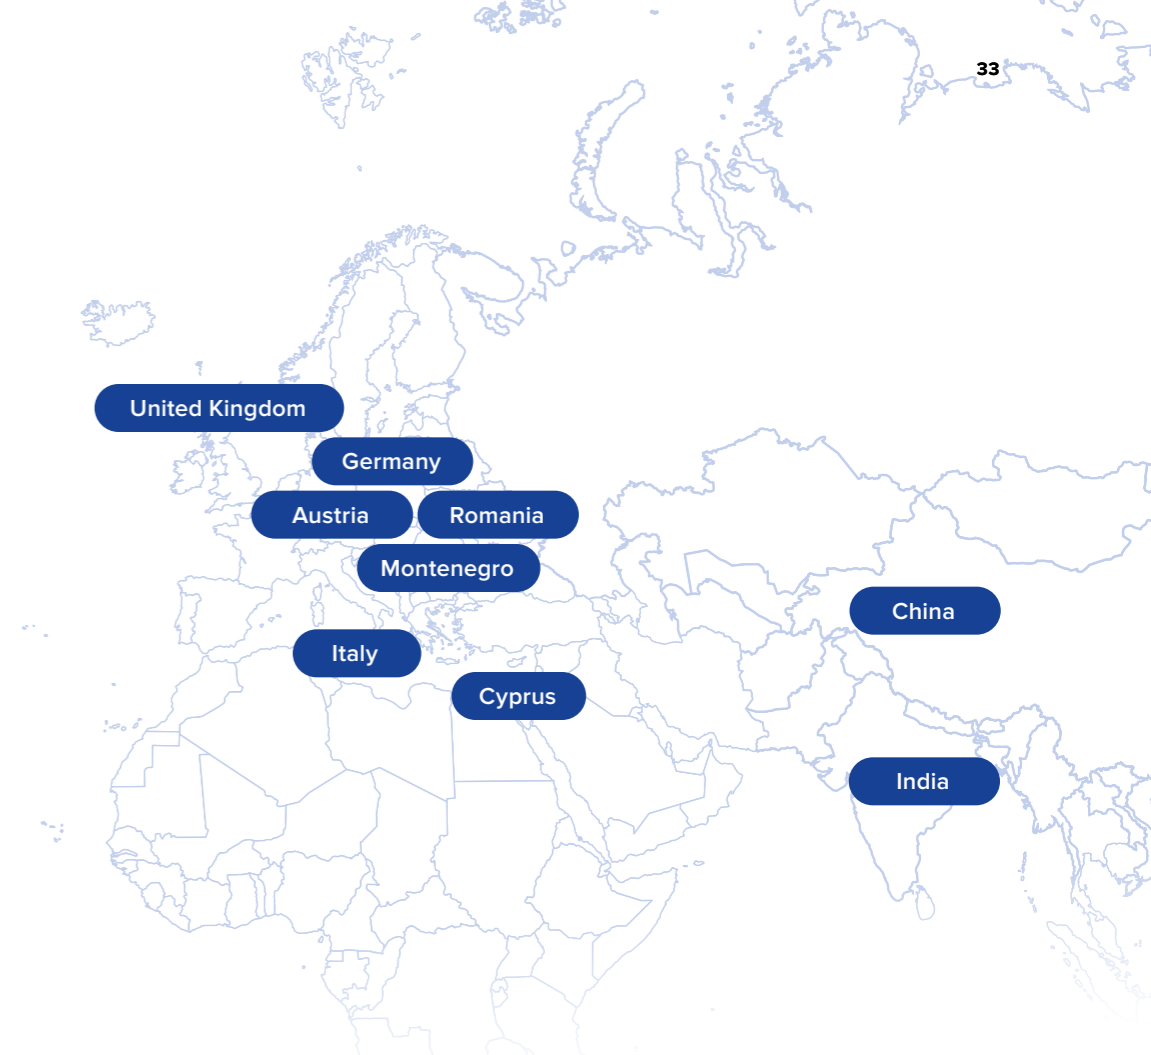 33
United Kingdom
Germany
Austria
Romania
Montenegro
China
Italy
Cyprus
India